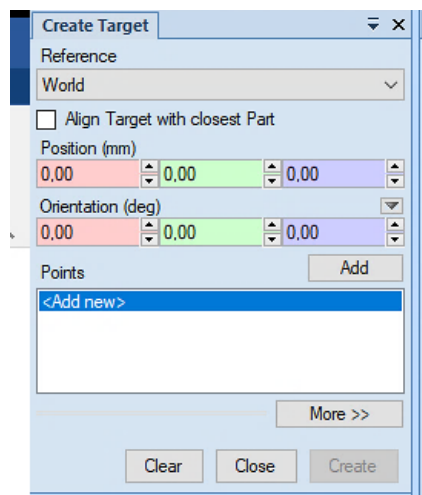 Create Target
Reference
World
Align Target with closest Part
Position (mm)
0,00 0,00 0,00
Orientation (deg)
0,00 0,00 0,00
Points Add
<Add new>
More >>
Clear Close Create